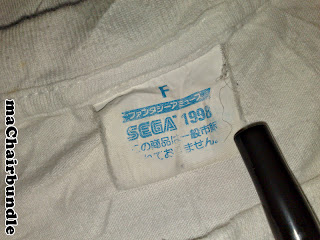 F
ファンタジーアミューズ
SEGA 1998
この商品は一般市
ておりません。
maChairbundle